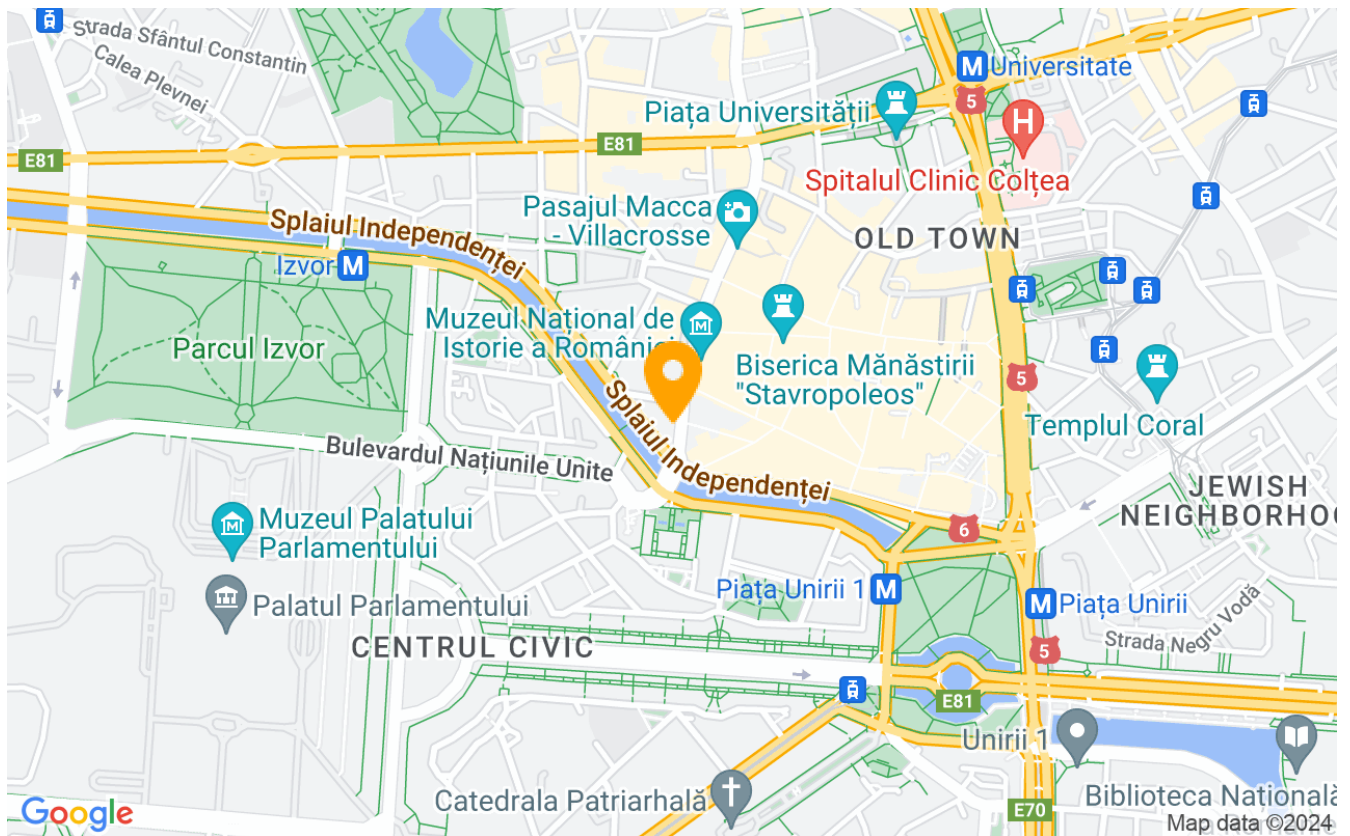 Strada Sfântul Constantin
Calea Plevnei
M Universitate
5
Piața Universității
H
E81
E81
Spitalul Clinic Colțea
Pasajul Macca
- Villacrosse
OLD TOWN
Splaiul Independenței
Izvor M
Muzeul Național de
Istorie a României
M
Parcul Izvor
Biserica Mănăstirii
"Stavropoleos"
5
Templul Coral
Splaiul Independenței
Bulevardul Națiunile Unite
JEWISH
NEIGHBORHOO
M
Muzeul Palatului
Parlamentului
6
Piața Unirii 1 M
M Piața Unirii
Palatul Parlamentului
Strada Negru Vodă
CENTRUL CIVIC
5
E81
Unirii 1
Catedrala Patriarhală
Biblioteca Națională
E70
Google
Map data ©2024